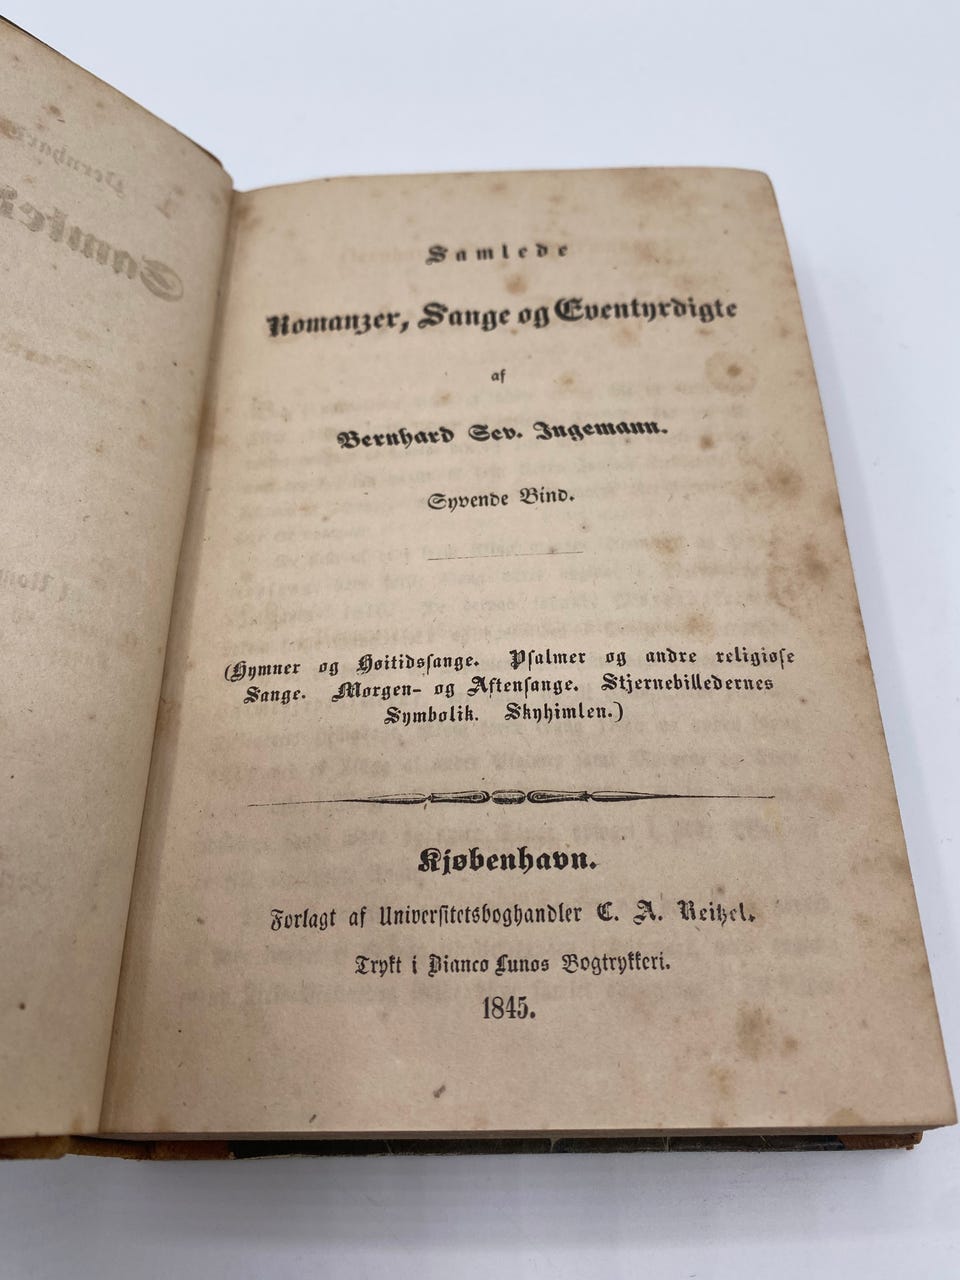 Samlede
Romanzer, Sange og Eventyrdigte
af
Bernhard Sev. Ingemann.
Syvende Bind.
(Hymner og Høitidssange. Psalmer og andre religiøse
Sange. Morgen- og Aftensange. Stjernebilledernes
Symbolik. Skyhimlen.)
Kjøbenhavn.
Forlagt af Universitetsboghandler C. A. Reitzel.
Trykt i Bianco Lunos Bogtrykkeri.
1845.